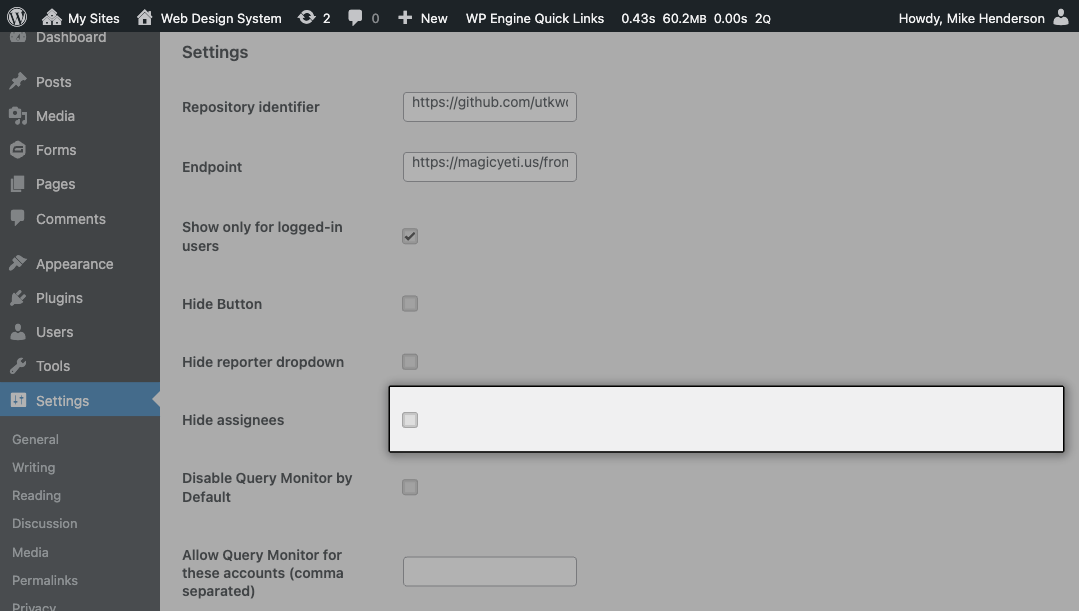 My Sites Web Design System 2 0 New WP Engine Quick Links 0.43s 60.2MB 0.00s 2Q Howdy, Mike Henderson
Dashboard
Posts
Media
Forms
Pages
Comments
Appearance
Plugins
Users
Tools
Settings
General
Writing
Reading
Discussion
Media
Permalinks
Privacy
Settings
Repository identifier
https://github.com/utkw
Endpoint
https://magicyeti.us/fron
Show only for logged-in
users
Hide Button
Hide reporter dropdown
Hide assignees
Disable Query Monitor by
Default
Allow Query Monitor for
these accounts (comma
separated)